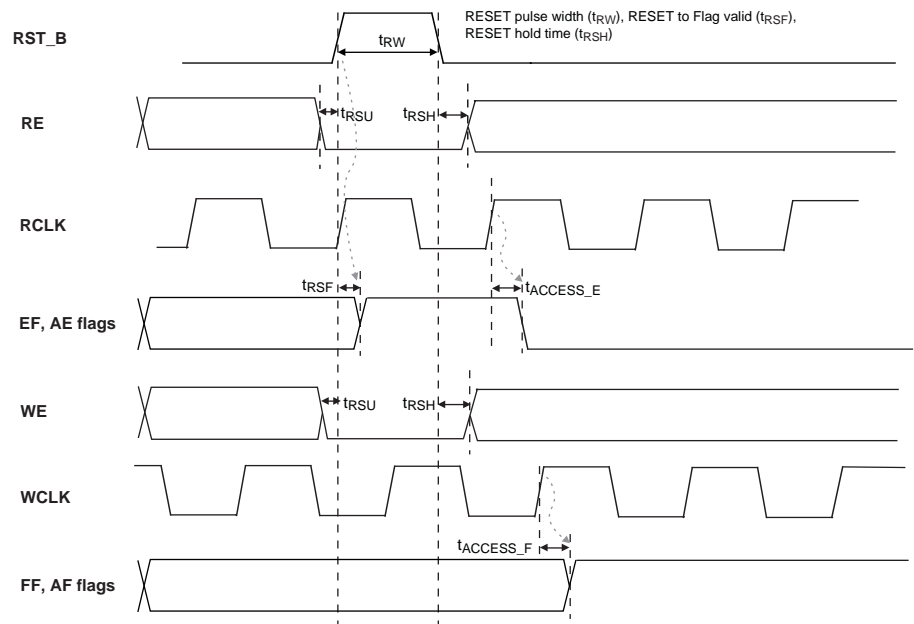 RESET pulse width (tRW), RESET to Flag valid (tRSF),
RESET hold time (tRSH)
RST_B
tRW
RE
tRSU
tRSH
RCLK
tRSF
tACCESS_E
EF, AE flags
WE
tRSU
tRSH
WCLK
tACCESS_F
FF, AF flags